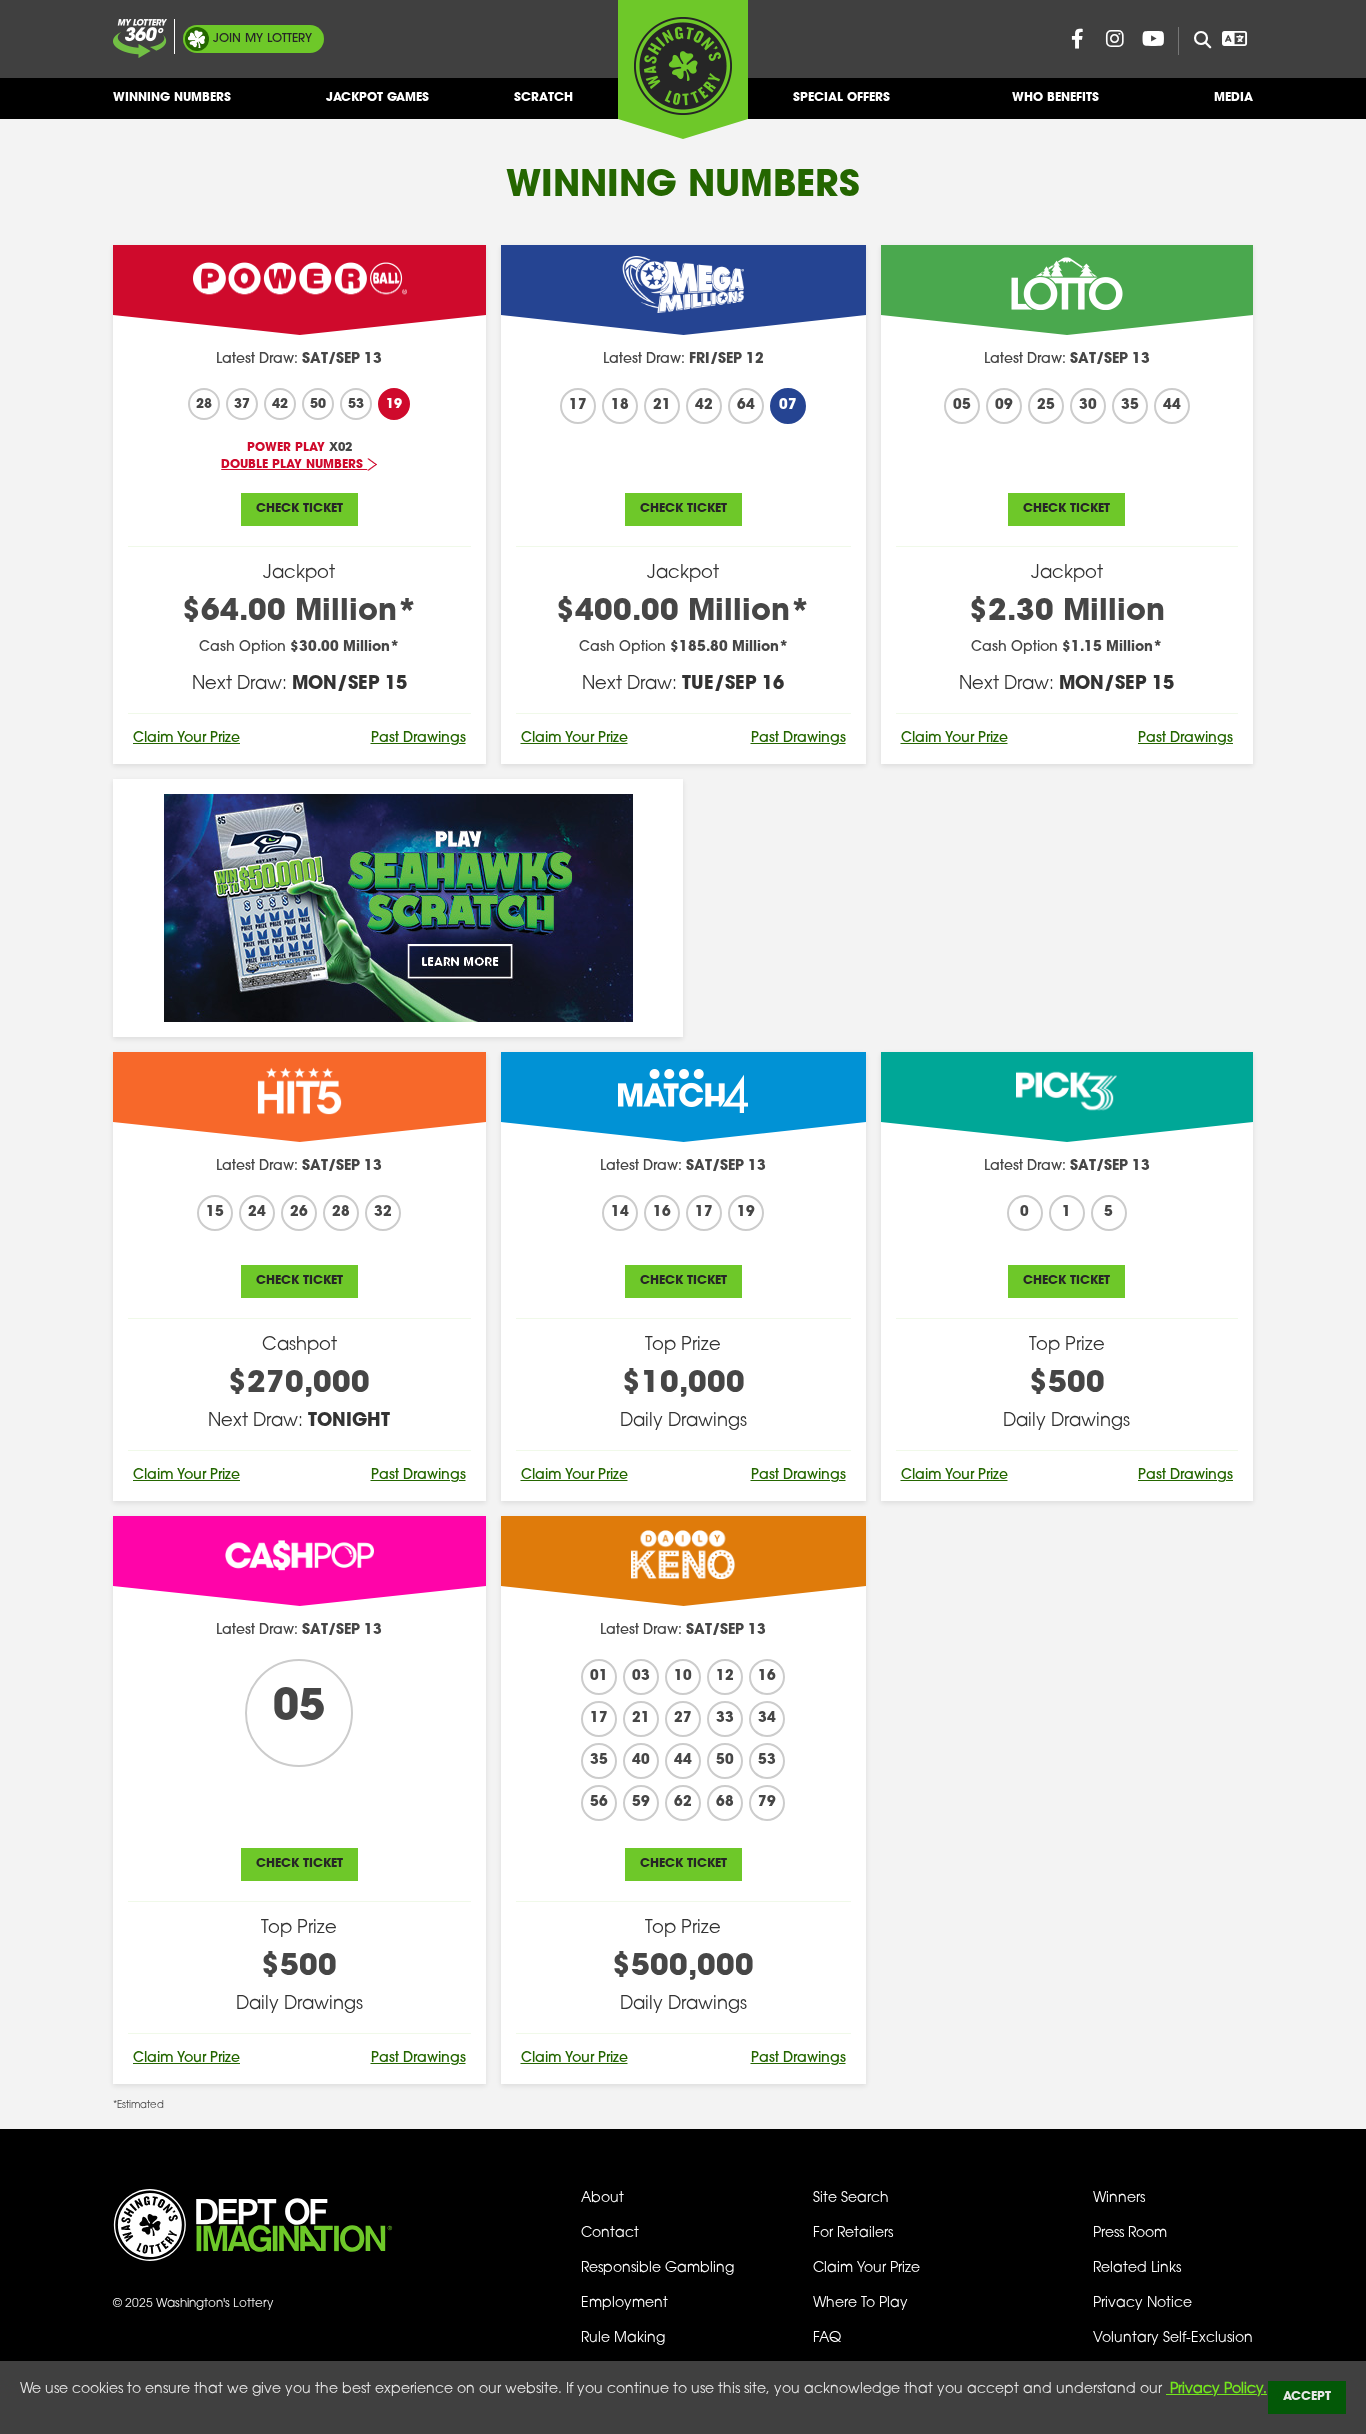 MY LOTTERY
360°
JOIN MY LOTTERY
WASHINGTON'S LOTTERY
WINNING NUMBERS
JACKPOT GAMES
SCRATCH
SPECIAL OFFERS
WHO BENEFITS
MEDIA
WINNING NUMBERS
POWER BALL
Latest Draw: SAT/SEP 13
28 37 42 50 53 19
POWER PLAY X02
DOUBLE PLAY NUMBERS
CHECK TICKET
Jackpot
$64.00 Million*
Cash Option $30.00 Million*
Next Draw: MON/SEP 15
Claim Your Prize Past Drawings
MEGA MILLIONS
Latest Draw: FRI/SEP 12
17 18 21 42 64 07
CHECK TICKET
Jackpot
$400.00 Million*
Cash Option $185.80 Million*
Next Draw: TUE/SEP 16
Claim Your Prize Past Drawings
LOTTO
Latest Draw: SAT/SEP 13
05 09 25 30 35 44
CHECK TICKET
Jackpot
$2.30 Million
Cash Option $1.15 Million*
Next Draw: MON/SEP 15
Claim Your Prize Past Drawings
$5
WIN UP TO $50,000!
PLAY
SEAHAWKS
SCRATCH
LEARN MORE
HIT5
Latest Draw: SAT/SEP 13
15 24 26 28 32
CHECK TICKET
Cashpot
$270,000
Next Draw: TONIGHT
Claim Your Prize Past Drawings
MATCH4
Latest Draw: SAT/SEP 13
14 16 17 19
CHECK TICKET
Top Prize
$10,000
Daily Drawings
Claim Your Prize Past Drawings
PICK3
Latest Draw: SAT/SEP 13
0 1 5
CHECK TICKET
Top Prize
$500
Daily Drawings
Claim Your Prize Past Drawings
CA$HPOP
Latest Draw: SAT/SEP 13
05
CHECK TICKET
Top Prize
$500
Daily Drawings
Claim Your Prize Past Drawings
DAILY
KENO
Latest Draw: SAT/SEP 13
01 03 10 12 16
17 21 27 33 34
35 40 44 50 53
56 59 62 68 79
CHECK TICKET
Top Prize
$500,000
Daily Drawings
Claim Your Prize Past Drawings
*Estimated
WASHINGTON'S LOTTERY
DEPT OF
IMAGINATION
© 2025 Washington's Lottery
About
Contact
Responsible Gambling
Employment
Rule Making
Site Search
For Retailers
Claim Your Prize
Where To Play
FAQ
Winners
Press Room
Related Links
Privacy Notice
Voluntary Self-Exclusion
We use cookies to ensure that we give you the best experience on our website. If you continue to use this site, you acknowledge that you accept and understand our Privacy Policy.
ACCEPT